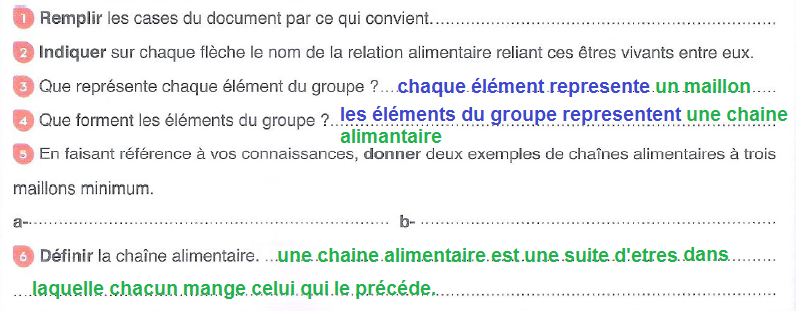 1 Remplir les cases du document par ce qui convient.
2 Indiquer sur chaque flèche le nom de la relation alimentaire reliant ces êtres vivants entre eux.
3 Que représente chaque élément du groupe ?...chaque élément represente un maillon
4 Que forment les éléments du groupe ?..les éléments du groupe representent une chaine
alimantaire
5 En faisant référence à vos connaissances, donner deux exemples de chaînes alimentaires à trois
maillons minimum.
a- b-
6 Définir la chaîne alimentaire. ...une chaine alimentaire est une suite d'etres dans
laquelle chacun mange celui qui le précéde.